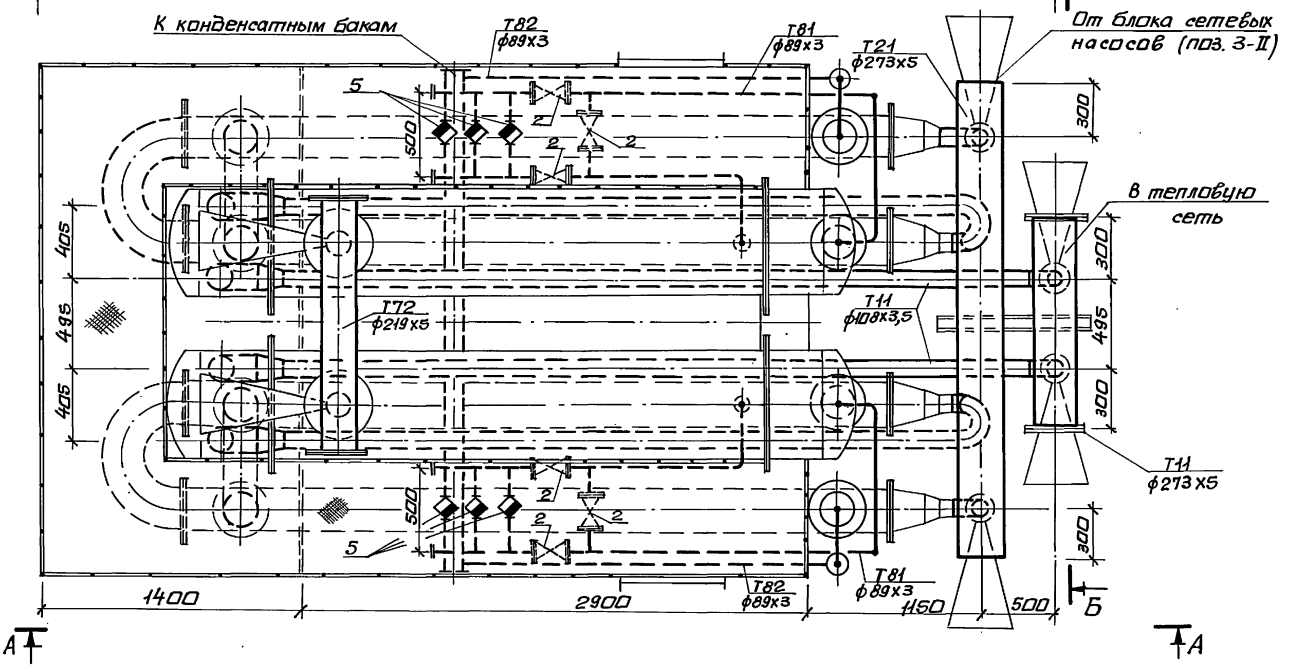 К конденсатным бакам
Т82
ф89х3
Т81
ф89х3
Т21
ф273х5
От блока сетевых
насосов (поз. 3-II)
5
2
2
2
500
300
В тепловую
сеть
405
495
405
300
495
300
Т72
ф219х5
Т11
ф108х3,5
Т11
ф273х5
500
2
2
2
5
300
Т82
ф89х3
Т81
ф89х3
1400
2900
1150
500
Б
А
А